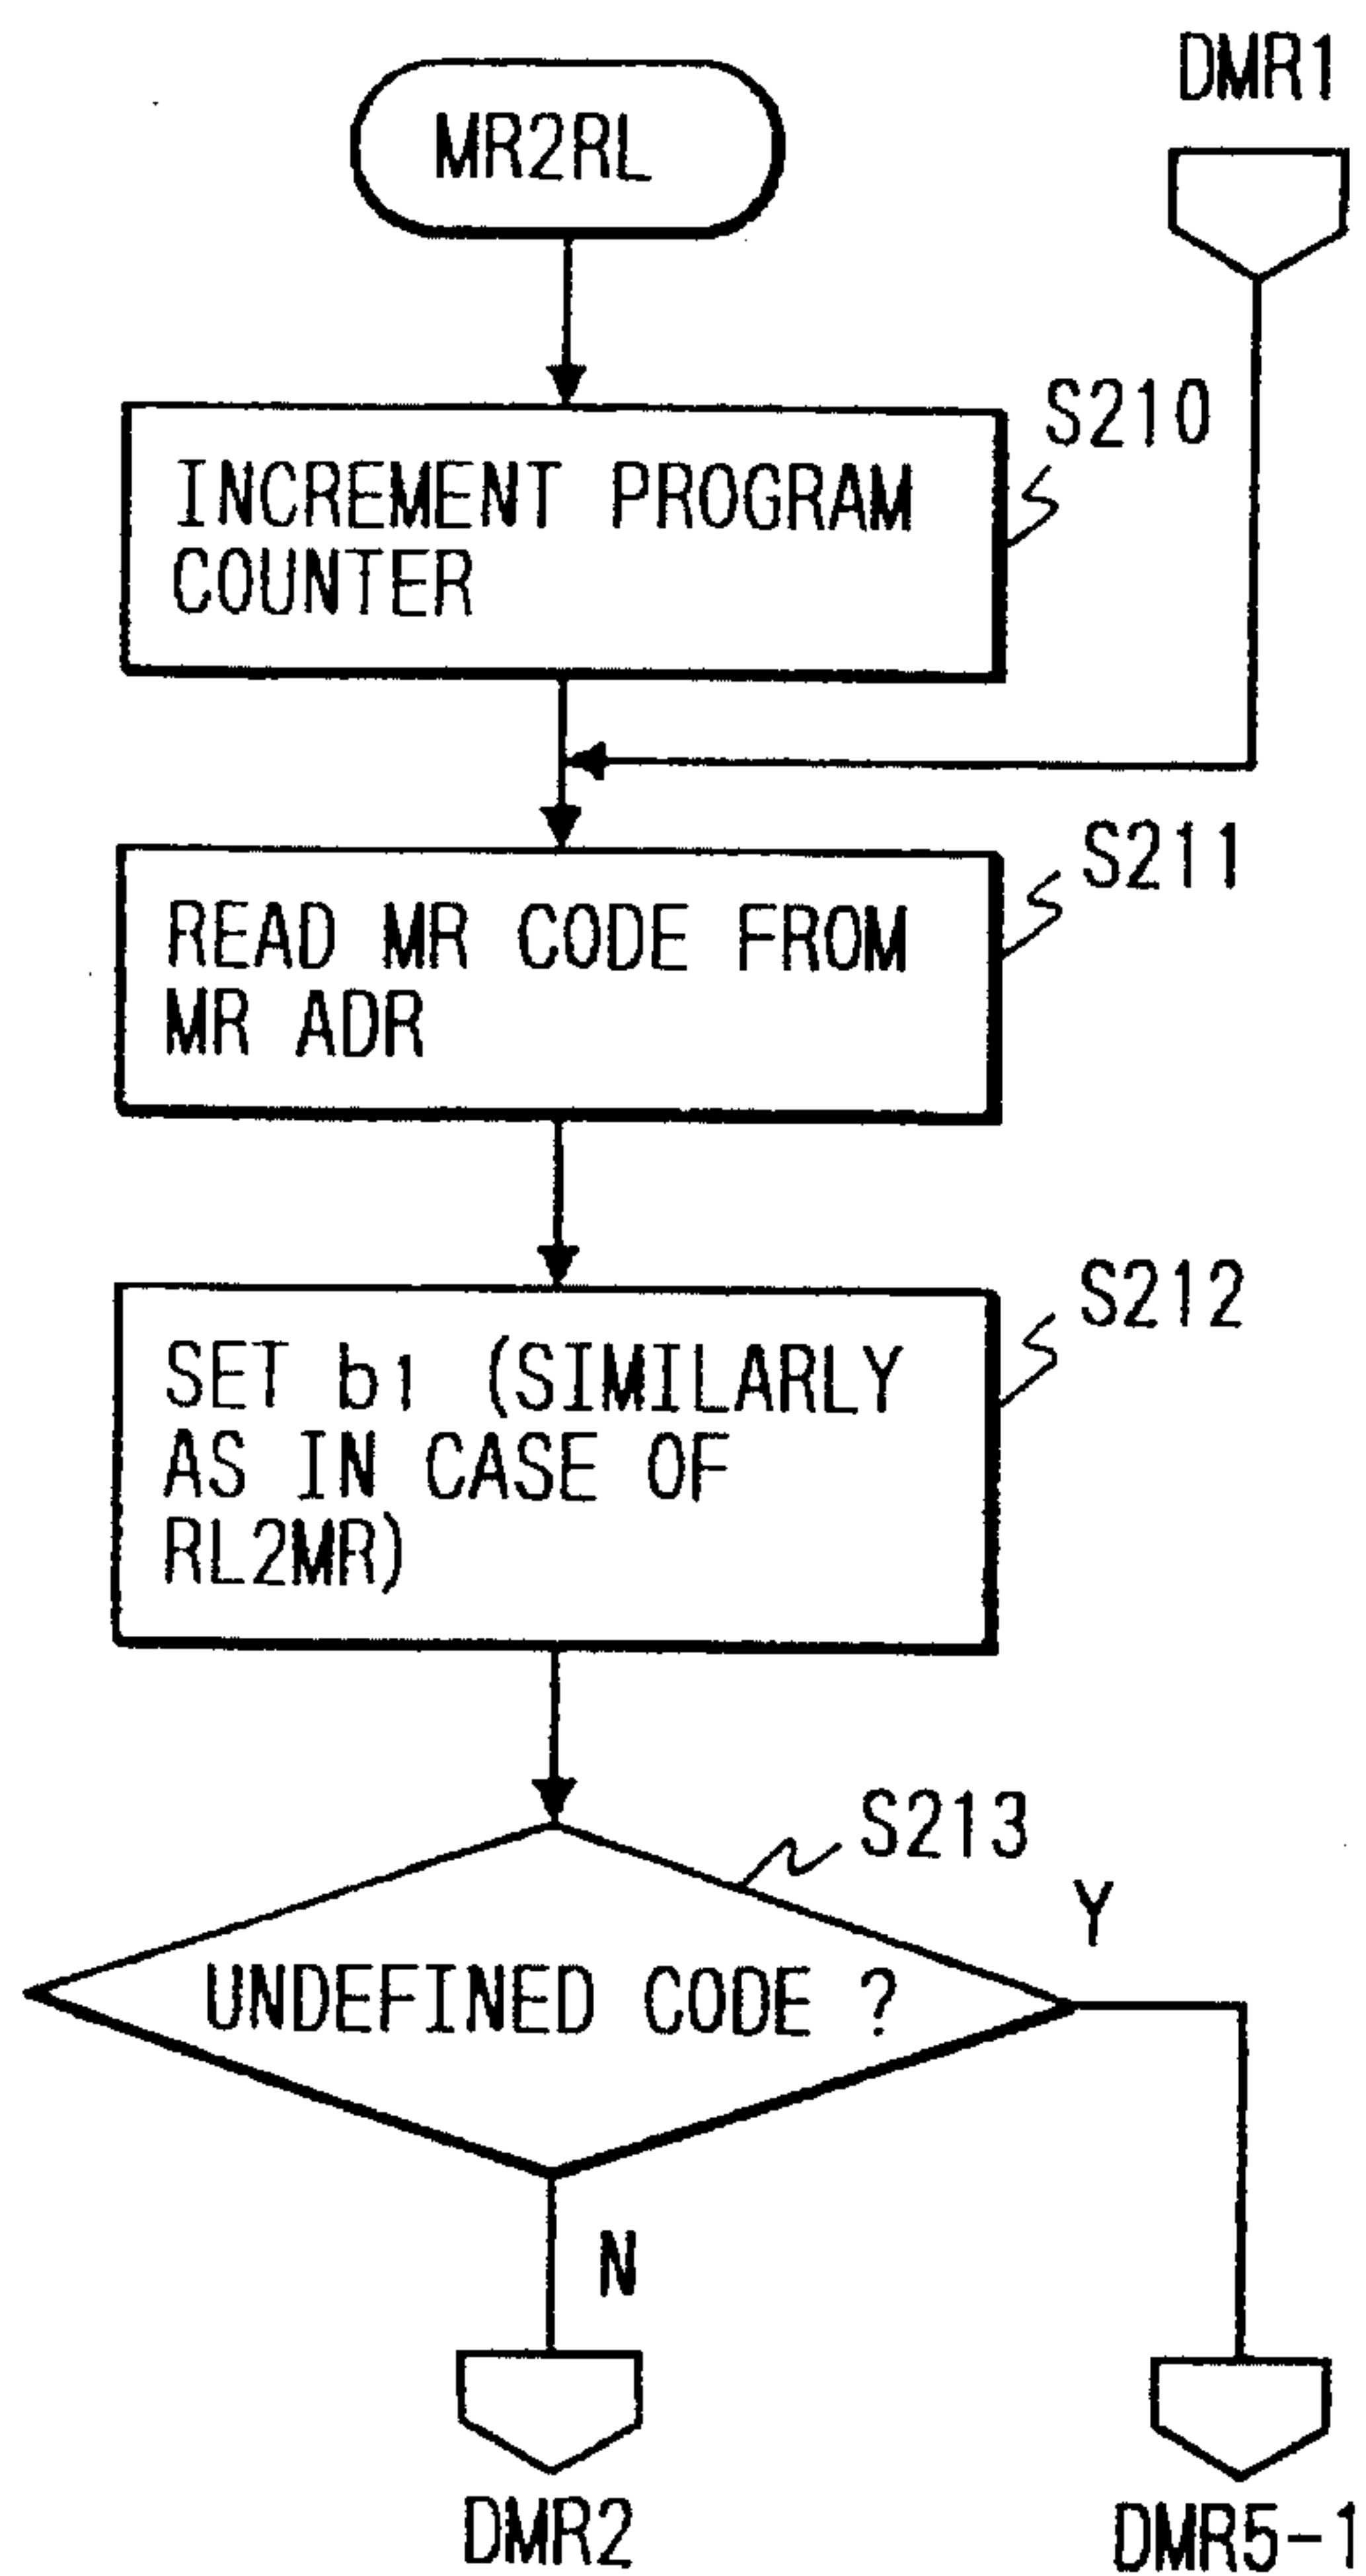 MR2RL
DMR1
S210
INCREMENT PROGRAM
COUNTER
S211
READ MR CODE FROM
MR ADR
S212
SET b1 (SIMILARLY
AS IN CASE OF
RL2MR)
S213
UNDEFINED CODE ?
Y
N
DMR2
DMR5-1